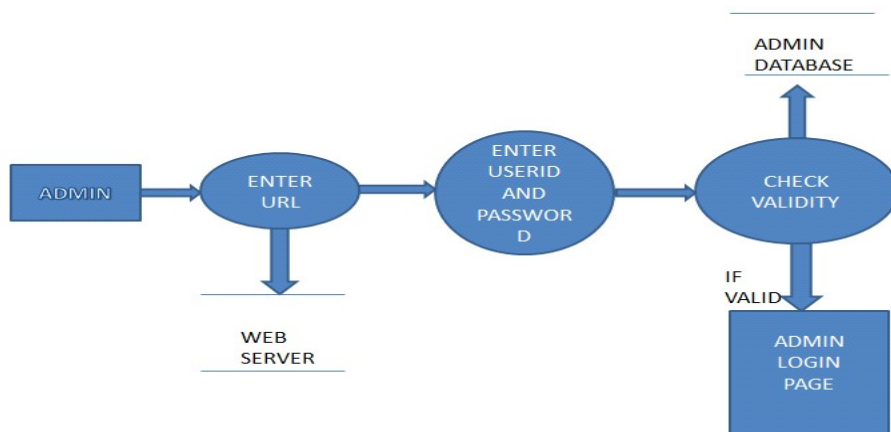 ADMIN
DATABASE
ADMIN
ENTER
URL
ENTER
USERID
AND
PASSWOR
D
CHECK
VALIDITY
IF
VALID
WEB
SERVER
ADMIN
LOGIN
PAGE